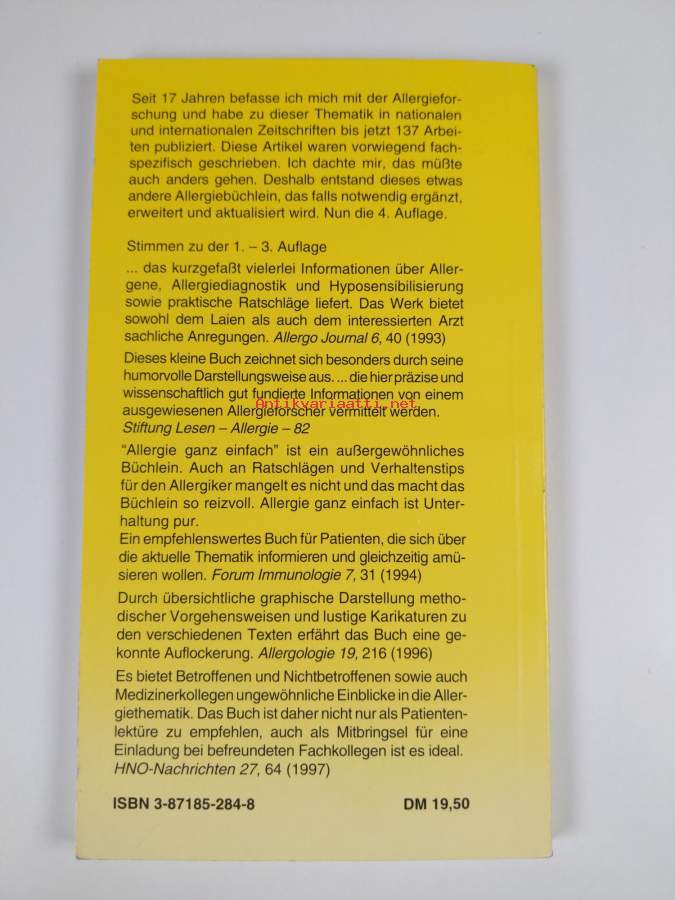 Seit 17 Jahren befasse ich mich mit der Allergiefor-
schung und habe zu dieser Thematik in nationalen
und internationalen Zeitschriften bis jetzt 137 Arbei-
ten publiziert. Diese Artikel waren vorwiegend fach-
spezifisch geschrieben. Ich dachte mir, das müßte
auch anders gehen. Deshalb entstand dieses etwas
andere Allergiebüchlein, das falls notwendig ergänzt,
erweitert und aktualisiert wird. Nun die 4. Auflage.
Stimmen zu der 1. – 3. Auflage
... das kurzgefaßt vielerlei Informationen über Aller-
gene, Allergiediagnostik und Hyposensibilisierung
sowie praktische Ratschläge liefert. Das Werk bietet
sowohl dem Laien als auch dem interessierten Arzt
sachliche Anregungen. Allergo Journal 6, 40 (1993)
Dieses kleine Buch zeichnet sich besonders durch seine
humorvolle Darstellungsweise aus. ... die hier präzise und
wissenschaftlich gut fundierte Informationen von einem
Antikvariaatti.net
ausgewiesenen Allergieforscher vermittelt werden.
Stiftung Lesen – Allergie – 82
“Allergie ganz einfach” ist ein außergewöhnliches
Büchlein. Auch an Ratschlägen und Verhaltenstips
für den Allergiker mangelt es nicht und das macht das
Büchlein so reizvoll. Allergie ganz einfach ist Unter-
haltung pur.
Ein empfehlenswertes Buch für Patienten, die sich über
die aktuelle Thematik informieren und gleichzeitig amü-
sieren wollen. Forum Immunologie 7, 31 (1994)
Durch übersichtliche graphische Darstellung metho-
discher Vorgehensweisen und lustige Karikaturen zu
den verschiedenen Texten erfährt das Buch eine ge-
konnte Auflockerung. Allergologie 19, 216 (1996)
Es bietet Betroffenen und Nichtbetroffenen sowie auch
Medizinerkollegen ungewöhnliche Einblicke in die Aller-
giethematik. Das Buch ist daher nicht nur als Patienten-
lektüre zu empfehlen, auch als Mitbringsel für eine
Einladung bei befreundeten Fachkollegen ist es ideal.
HNO-Nachrichten 27, 64 (1997)
ISBN 3-87185-284-8 DM 19,50